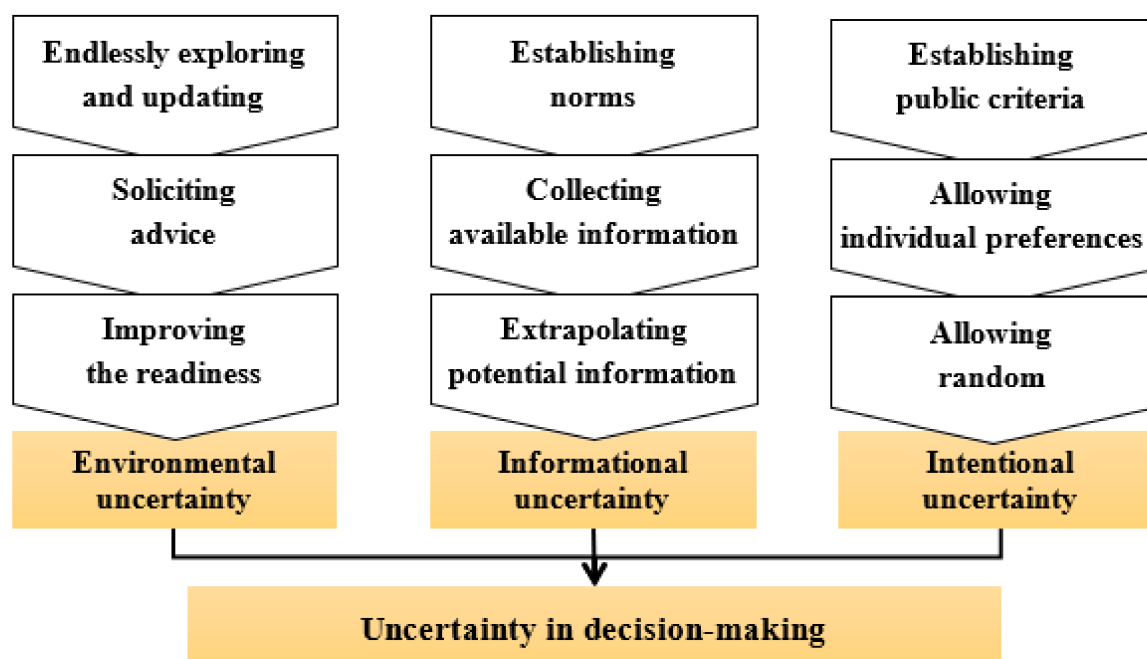 Endlessly exploring
and updating
Establishing
norms
Establishing
public criteria
Soliciting
advice
Collecting
available information
Allowing
individual preferences
Improving
the readiness
Extrapolating
potential information
Allowing
random
Environmental
uncertainty
Informational
uncertainty
Intentional
uncertainty
Uncertainty in decision-making